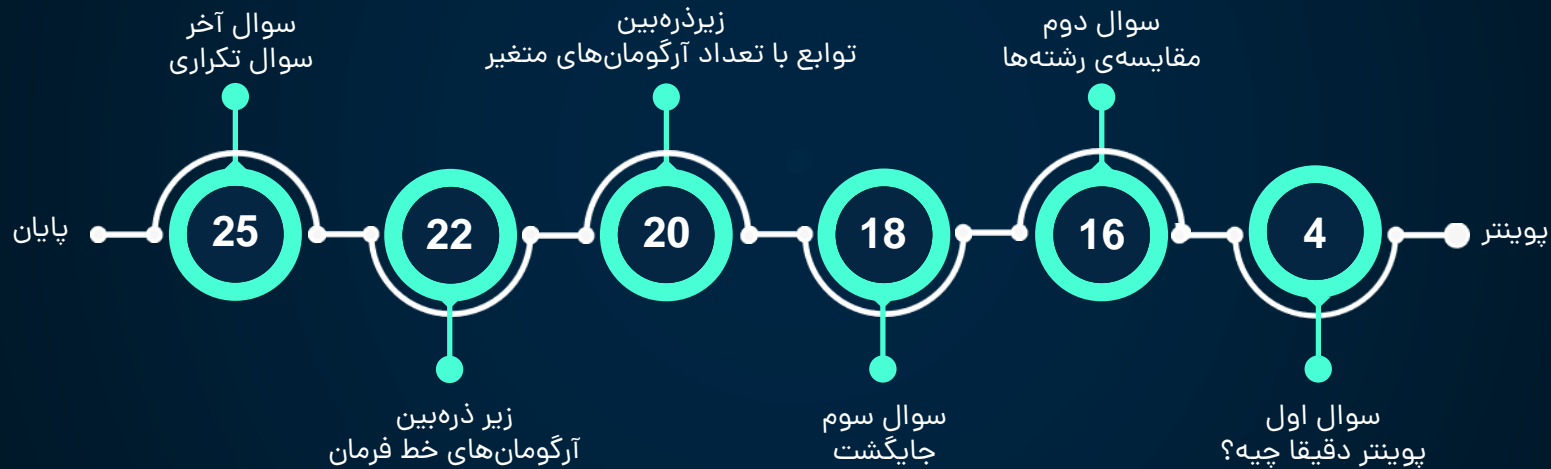 پوینتر
4
سوال اول
پوینتر دقیقا چیه؟
16
سوال دوم
مقایسه‌ی رشته‌ها
18
سوال سوم
جایگشت
20
زیرذره‌بین
توابع با تعداد آرگومان‌های متغیر
22
زیر ذره‌بین
آرگومان‌های خط فرمان
25
سوال آخر
سوال تکراری
پایان